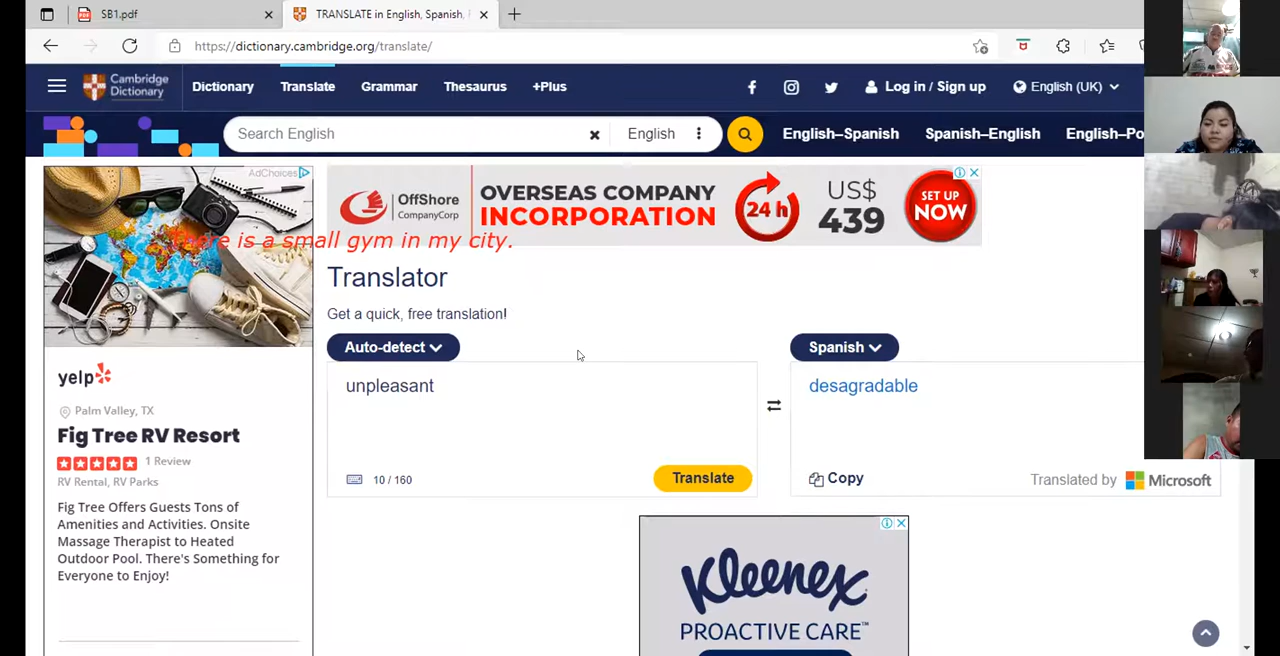 SB1.pdf
TRANSLATE in English, Spanish,
https://dictionary.cambridge.org/translate/
Cambridge
Dictionary
Dictionary
Translate
Grammar
Thesaurus
+Plus
Log in / Sign up
English (UK)
Search English
English
English–Spanish
Spanish–English
English–Po
AdChoices
OffShore
CompanyCorp
OVERSEAS COMPANY
INCORPORATION
24 h
US$
439
SET UP
NOW
There is a small gym in my city.
Translator
Get a quick, free translation!
Auto-detect
Spanish
unpleasant
desagradable
10 / 160
Translate
Copy
Translated by Microsoft
yelp
Palm Valley, TX
Fig Tree RV Resort
1 Review
RV Rental, RV Parks
Fig Tree Offers Guests Tons of
Amenities and Activities. Onsite
Massage Therapist to Heated
Outdoor Pool. There's Something for
Everyone to Enjoy!
Kleenex
PROACTIVE CARE™